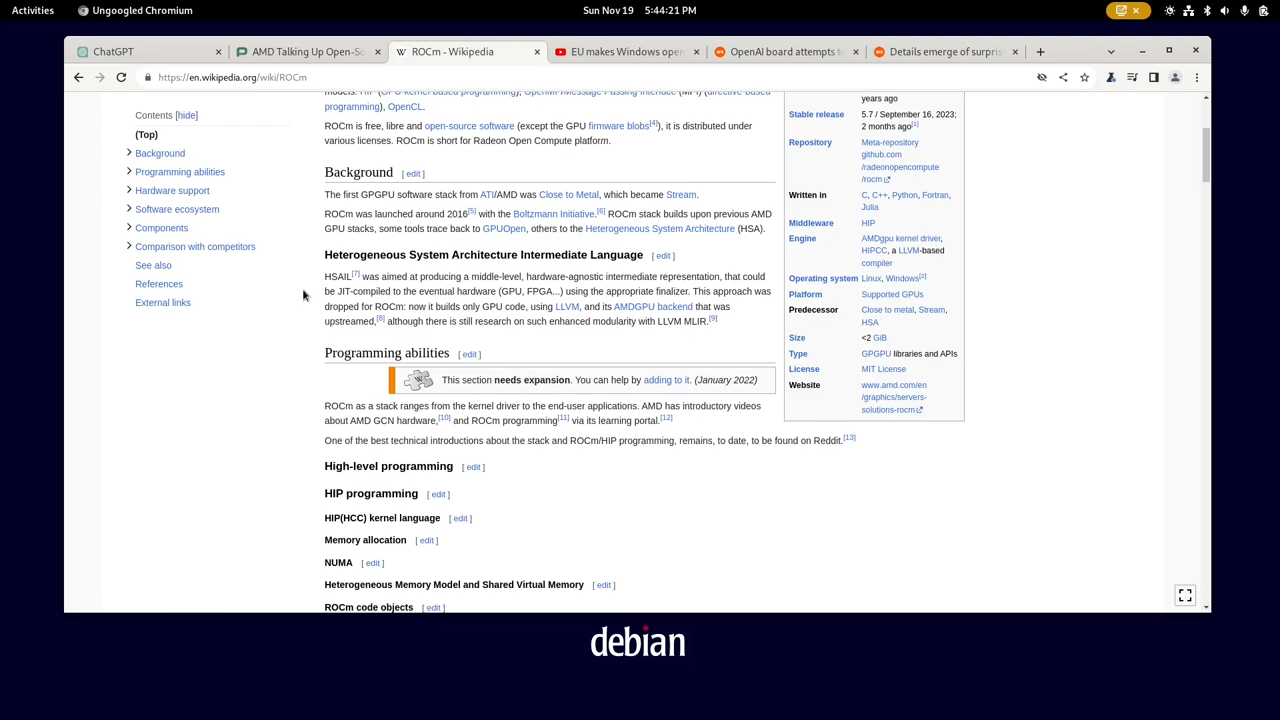 Activities
Ungoogled Chromium
Sun Nov 19 5:44:21 PM
ChatGPT
AMD Talking Up Open-So
ROCm - Wikipedia
EU makes Windows open
OpenAI board attempts to
Details emerge of surpris
https://en.wikipedia.org/wiki/ROCm
Contents [hide]
(Top)
Background
Programming abilities
Hardware support
Software ecosystem
Components
Comparison with competitors
See also
References
External links
programming), OpenCL.
ROCm is free, libre and open-source software (except the GPU firmware blobs[4]), it is distributed under
various licenses. ROCm is short for Radeon Open Compute platform.
Background [ edit ]
The first GPGPU software stack from ATI/AMD was Close to Metal, which became Stream.
ROCm was launched around 2016[5] with the Boltzmann Initiative.[6] ROCm stack builds upon previous AMD
GPU stacks, some tools trace back to GPUOpen, others to the Heterogeneous System Architecture (HSA).
Heterogeneous System Architecture Intermediate Language [ edit ]
HSAIL[7] was aimed at producing a middle-level, hardware-agnostic intermediate representation, that could
be JIT-compiled to the eventual hardware (GPU, FPGA...) using the appropriate finalizer. This approach was
dropped for ROCm: now it builds only GPU code, using LLVM, and its AMDGPU backend that was
upstreamed,[8] although there is still research on such enhanced modularity with LLVM MLIR.[9]
Programming abilities [ edit ]
This section needs expansion. You can help by adding to it. (January 2022)
ROCm as a stack ranges from the kernel driver to the end-user applications. AMD has introductory videos
about AMD GCN hardware,[10] and ROCm programming[11] via its learning portal.[12]
One of the best technical introductions about the stack and ROCm/HIP programming, remains, to date, to be found on Reddit.[13]
High-level programming [ edit ]
HIP programming [ edit ]
HIP(HCC) kernel language [ edit ]
Memory allocation [ edit ]
NUMA [ edit ]
Heterogeneous Memory Model and Shared Virtual Memory [ edit ]
ROCm code objects [ edit ]
years ago
Stable release 5.7 / September 16, 2023;
2 months ago[1]
Repository Meta-repository
github.com
/radeonopencompute
/rocm
Written in C, C++, Python, Fortran,
Julia
Middleware HIP
Engine AMDgpu kernel driver,
HIPCC, a LLVM-based
compiler
Operating system Linux, Windows[2]
Platform Supported GPUs
Predecessor Close to metal, Stream,
HSA
Size <2 GiB
Type GPGPU libraries and APIs
License MIT License
Website www.amd.com/en
/graphics/servers-
solutions-rocm
debian